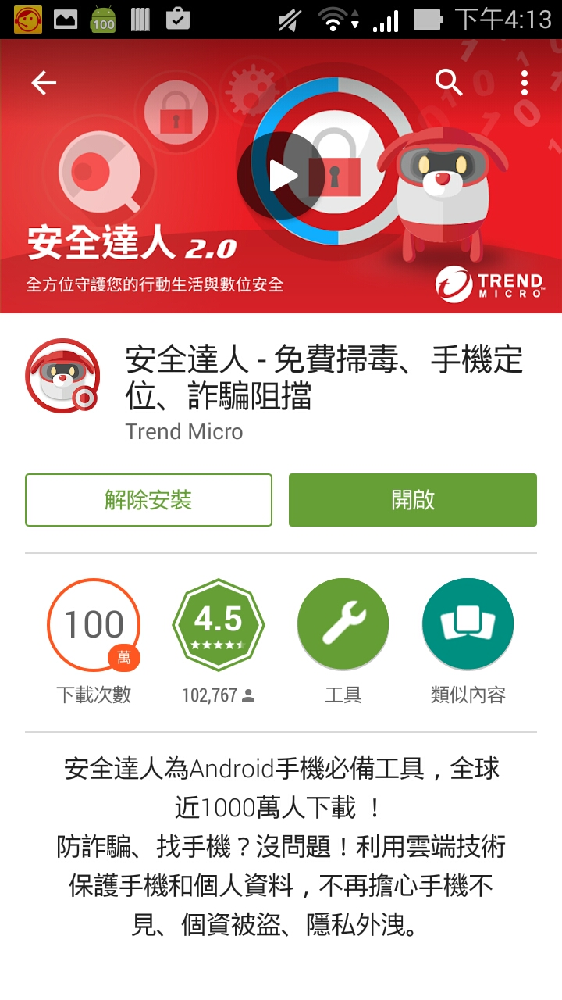 100
下午4:13
安全達人 2.0
全方位守護您的行動生活與數位安全
TREND
MICRO™
安全達人 - 免費掃毒、手機定
位、詐騙阻擋
Trend Micro
解除安裝
開啟
100
萬
4.5
下載次數
102,767
工具
類似內容
安全達人為Android手機必備工具，全球
近1000萬人下載 ！
防詐騙、找手機？沒問題！利用雲端技術
保護手機和個人資料，不再擔心手機不
見、個資被盜、隱私外洩。